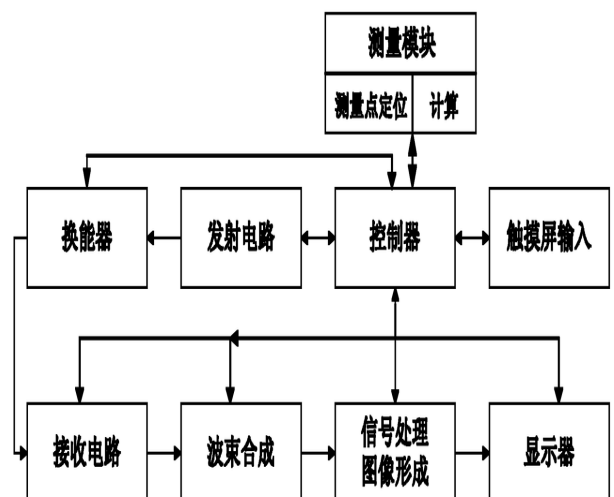 测量模块
测量点定位
计算
换能器
发射电路
控制器
触摸屏输入
接收电路
波束合成
信号处理
图像形成
显示器